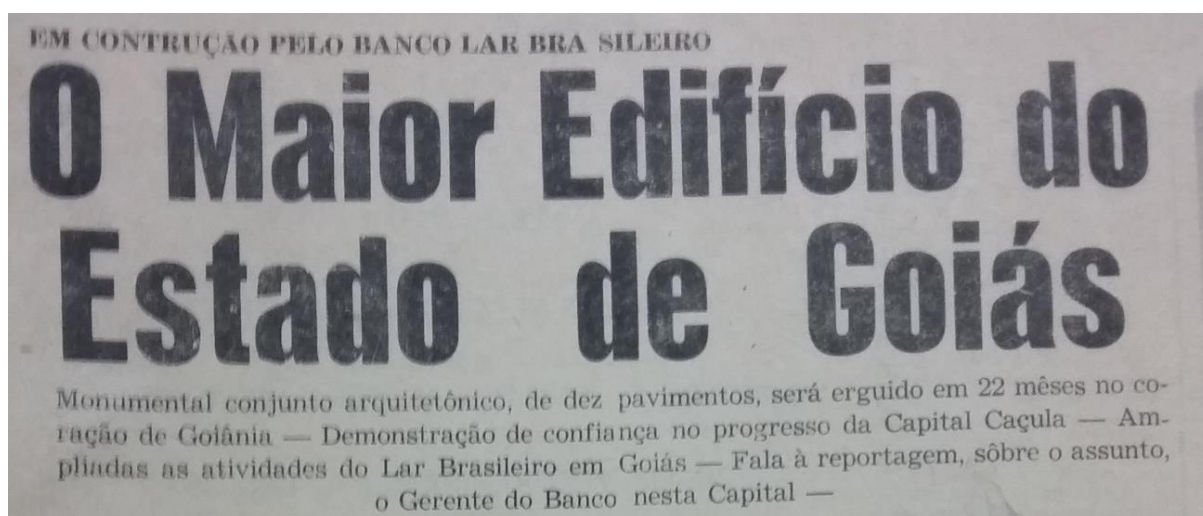 EM CONTRUÇÃO PELO BANCO LAR BRA SILEIRO
O Maior Edifício do
Estado de Goiás
Monumental conjunto arquitetônico, de dez pavimentos, será erguido em 22 mêses no co-
ração de Goiânia — Demonstração de confiança no progresso da Capital Caçula — Am-
pliadas as atividades do Lar Brasileiro em Goiás — Fala à reportagem, sôbre o assunto,
o Gerente do Banco nesta Capital —